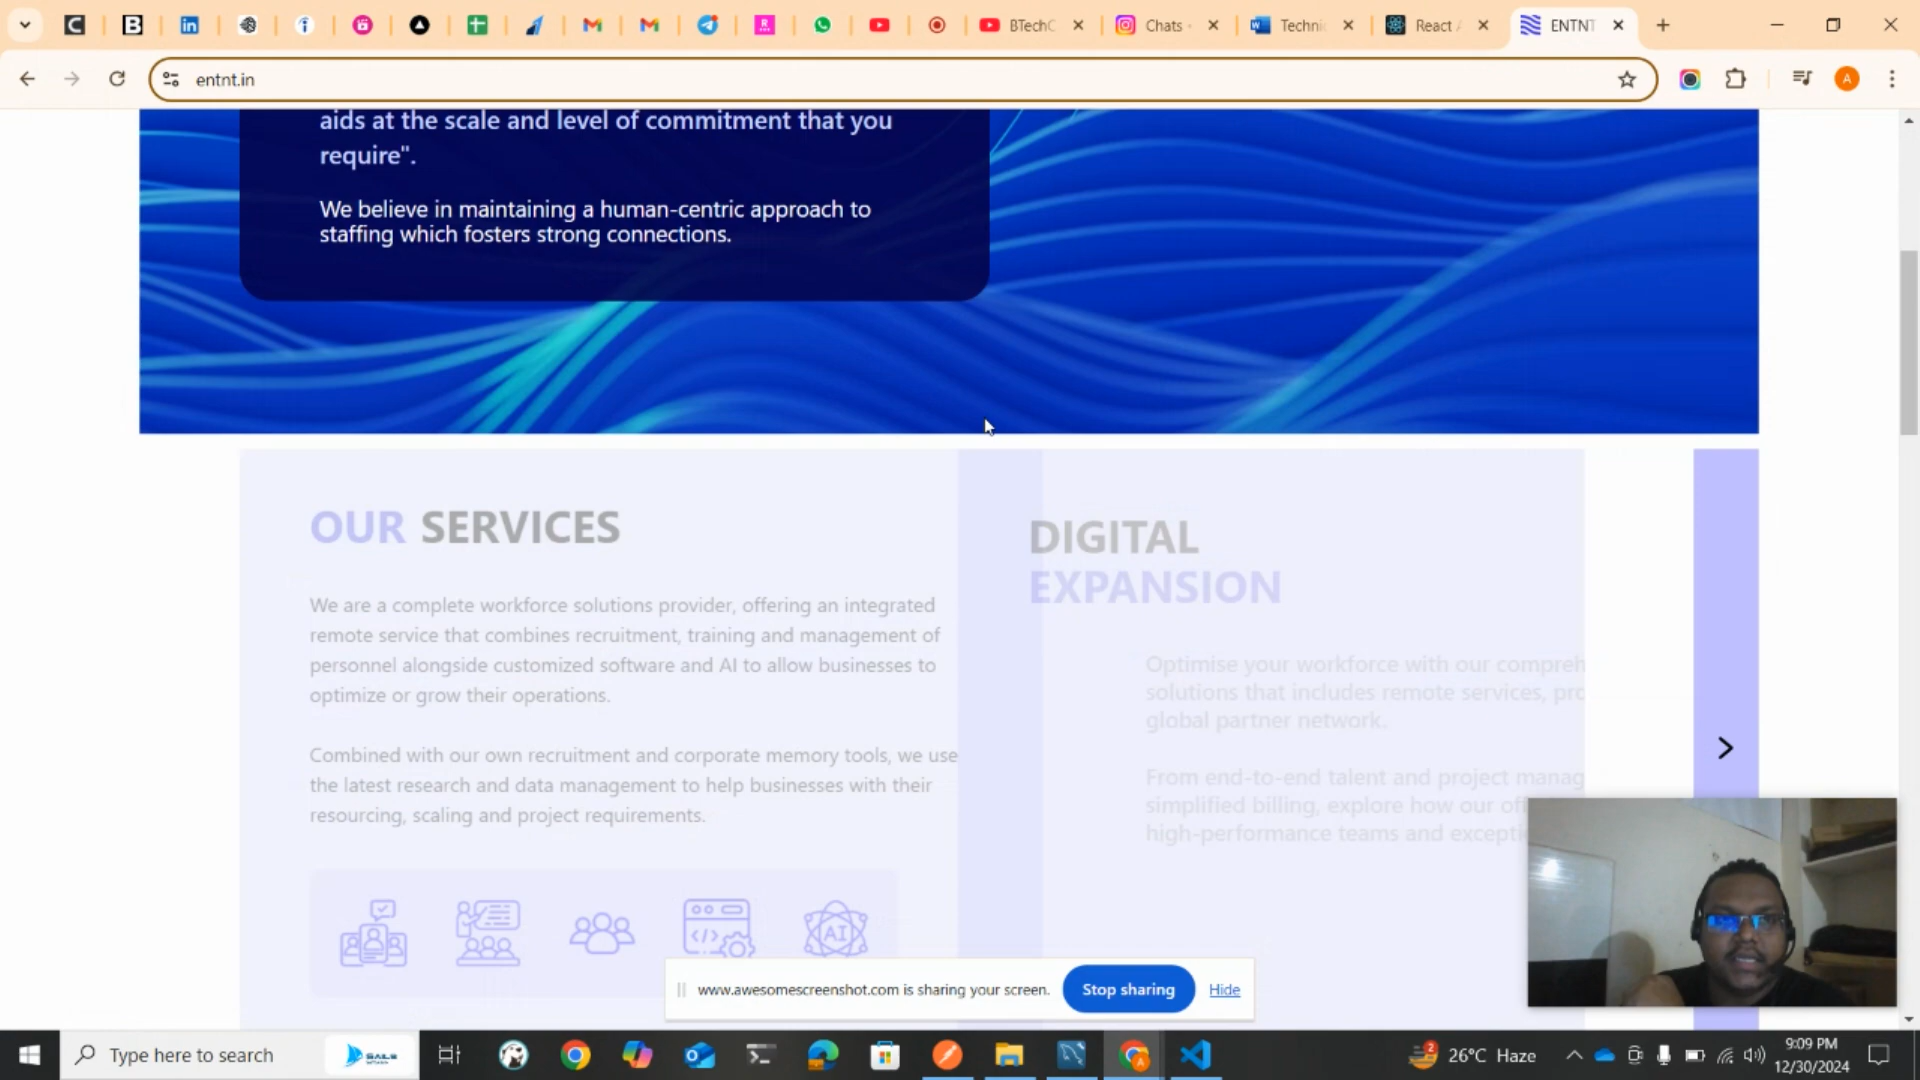 BTechC
Chats
Techni
React A
ENTNT
entnt.in
A
aids at the scale and level of commitment that you
require".
We believe in maintaining a human-centric approach to
staffing which fosters strong connections.
OUR SERVICES
We are a complete workforce solutions provider, offering an integrated
remote service that combines recruitment, training and management of
personnel alongside customized software and AI to allow businesses to
optimize or grow their operations.
Combined with our own recruitment and corporate memory tools, we use
the latest research and data management to help businesses with their
resourcing, scaling and project requirements.
AI
DIGITAL
EXPANSION
Optimise your workforce with our compreh
solutions that includes remote services, pro
global partner network.
From end-to-end talent and project manag
simplified billing, explore how our of
high-performance teams and excepti
www.awesomescreenshot.com is sharing your screen.
Stop sharing
Hide
Type here to search
26°C Haze
9:09 PM
12/30/2024